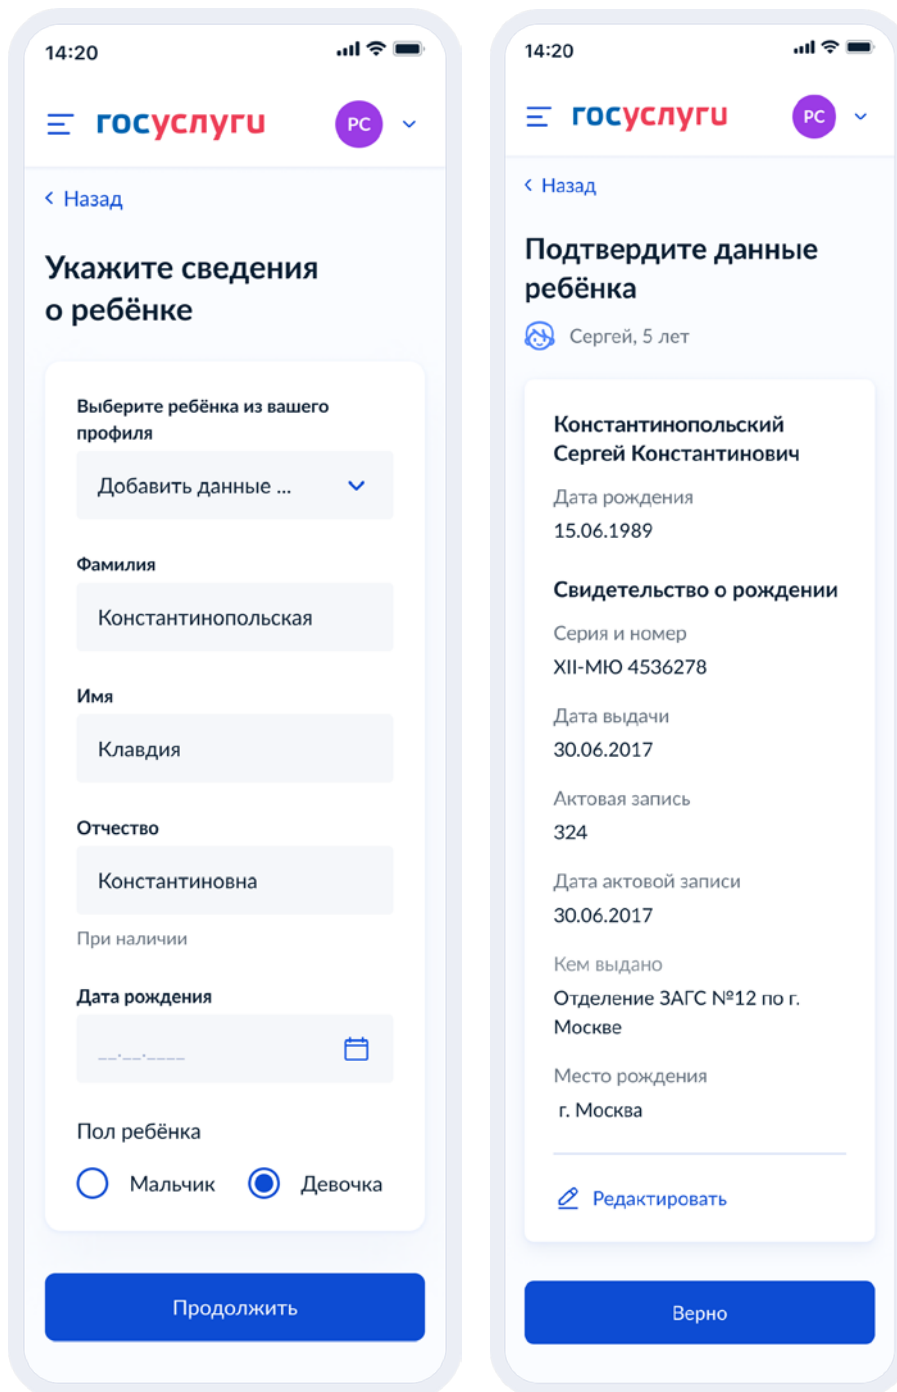 14:20
госуслуги
РС
Назад
Укажите сведения
о ребёнке
Выберите ребёнка из вашего
профиля
Добавить данные ...
Фамилия
Константинопольская
Имя
Клавдия
Отчество
Константиновна
При наличии
Дата рождения
__.__.____
Пол ребёнка
Мальчик
Девочка
Продолжить
14:20
госуслуги
РС
Назад
Подтвердите данные
ребёнка
Сергей, 5 лет
Константинопольский
Сергей Константинович
Дата рождения
15.06.1989
Свидетельство о рождении
Серия и номер
XII-МЮ 4536278
Дата выдачи
30.06.2017
Актовая запись
324
Дата актовой записи
30.06.2017
Кем выдано
Отделение ЗАГС №12 по г.
Москве
Место рождения
г. Москва
Редактировать
Верно